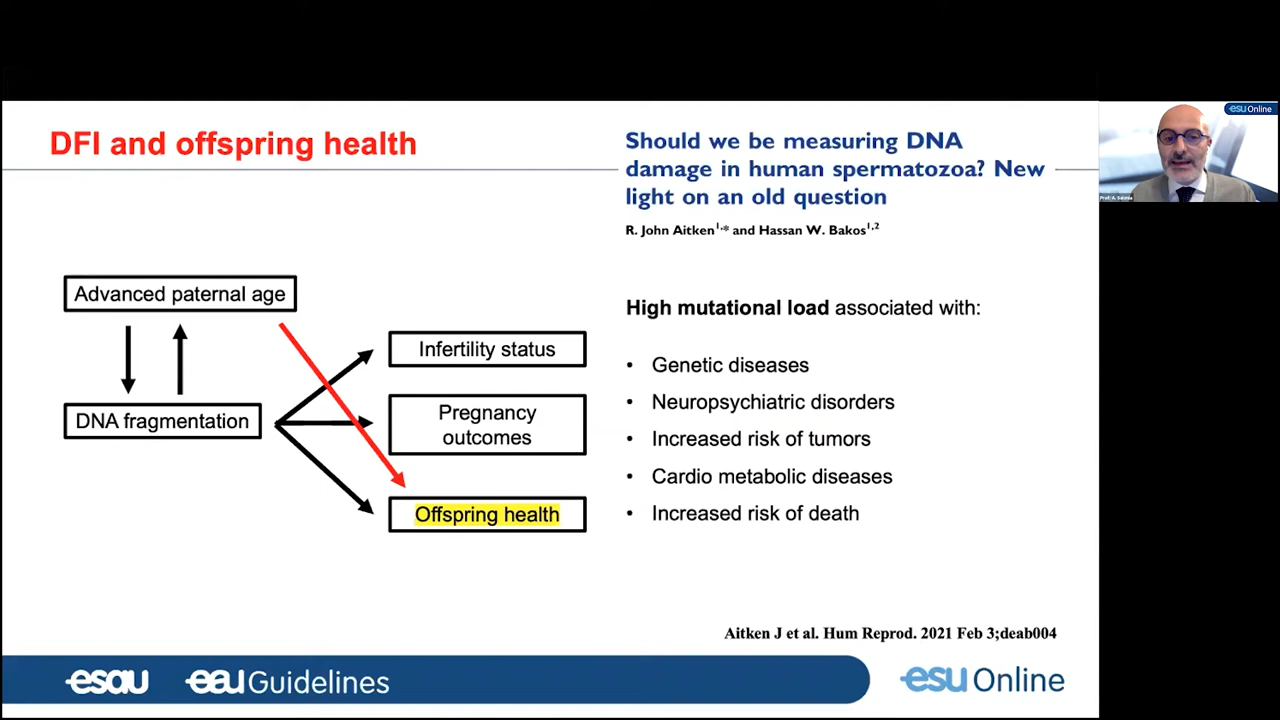 DFI and offspring health
Should we be measuring DNA
damage in human spermatozoa? New
light on an old question
R. John Aitken1,* and Hassan W. Bakos1,2
esu Online
Prof. A. Salonia
Advanced paternal age
DNA fragmentation
Infertility status
Pregnancy
outcomes
Offspring health
High mutational load associated with:
• Genetic diseases
• Neuropsychiatric disorders
• Increased risk of tumors
• Cardio metabolic diseases
• Increased risk of death
Aitken J et al. Hum Reprod. 2021 Feb 3;deab004
esau eau Guidelines
esu Online